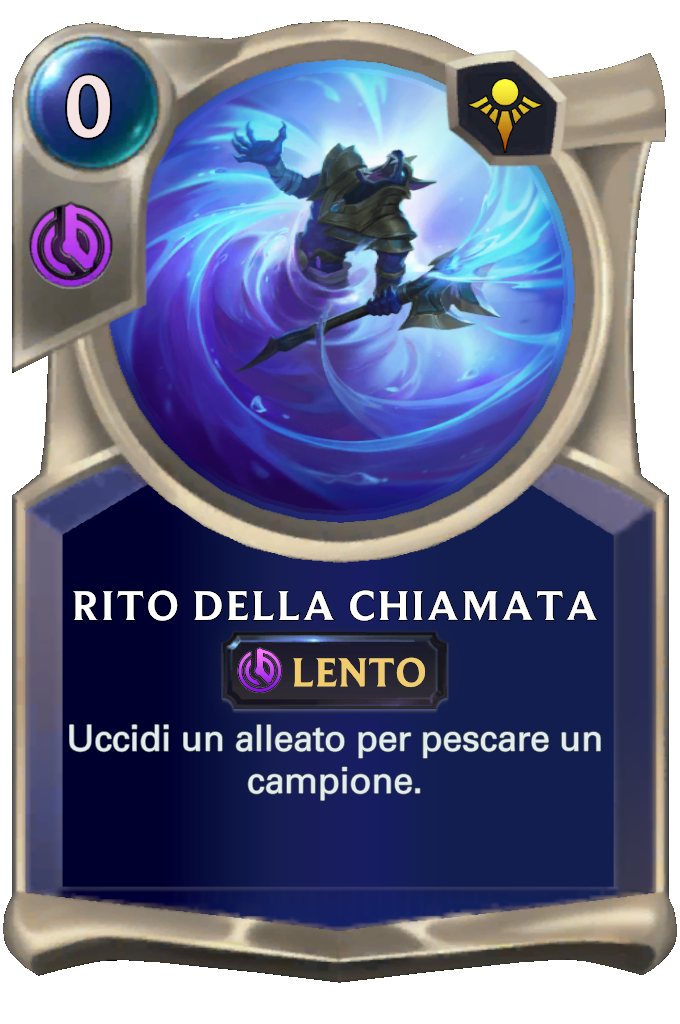 0
RITO DELLA CHIAMATA
LENTO
Uccidi un alleato per pescare un
campione.